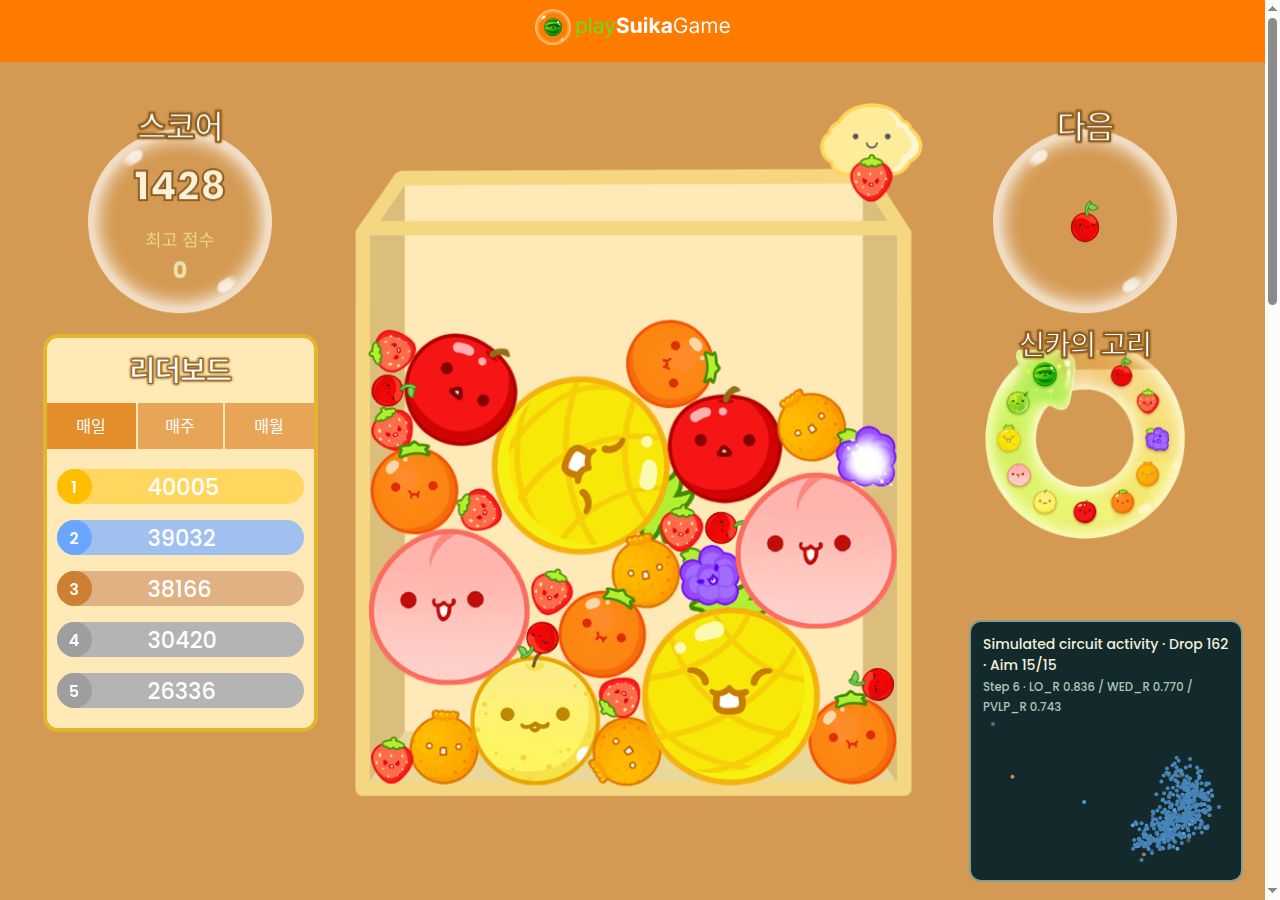 playSuikaGame
스코어
1428
최고 점수
0
리더보드
매일 매주 매월
1 40005
2 39032
3 38166
4 30420
5 26336
다음
신카의 고리
Simulated circuit activity · Drop 162
· Aim 15/15
Step 6 · LO_R 0.836 / WED_R 0.770 /
PVLP_R 0.743